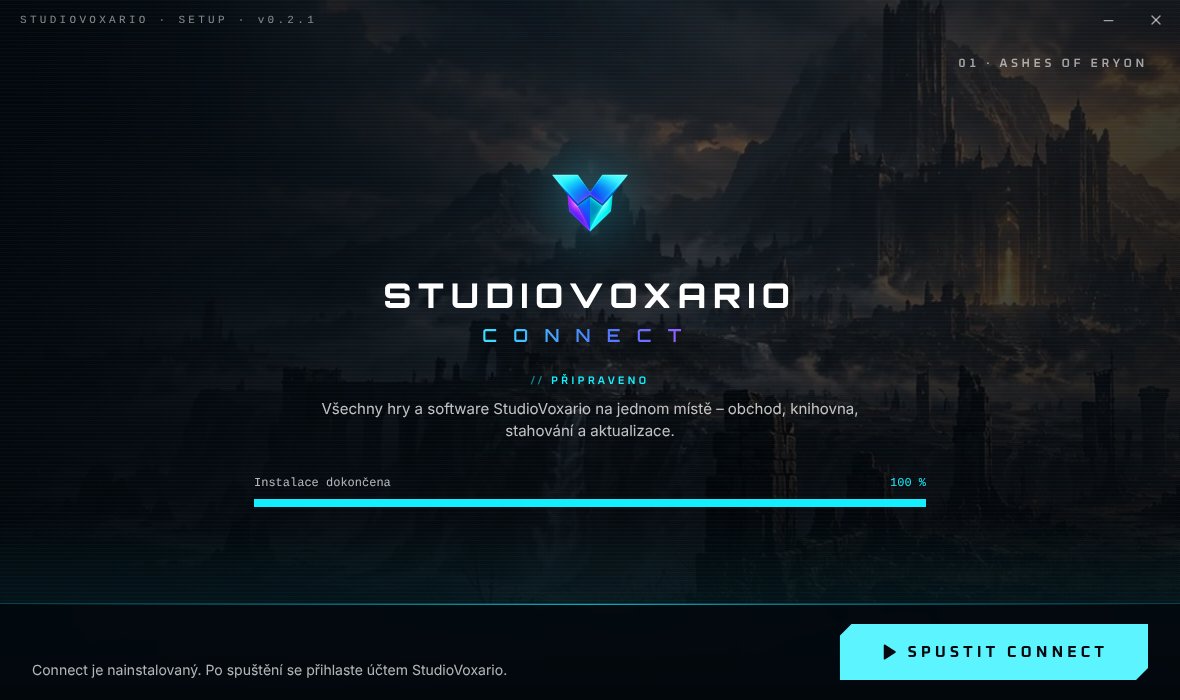 STUDIOVOXARIO · SETUP · v0.2.1
01 · ASHES OF ERYON
STUDIOVOXARIO
CONNECT
// PŘIPRAVENO
Všechny hry a software StudioVoxario na jednom místě – obchod, knihovna,
stahování a aktualizace.
Instalace dokončena 100 %
Connect je nainstalovaný. Po spuštění se přihlaste účtem StudioVoxario.
SPUSTIT CONNECT